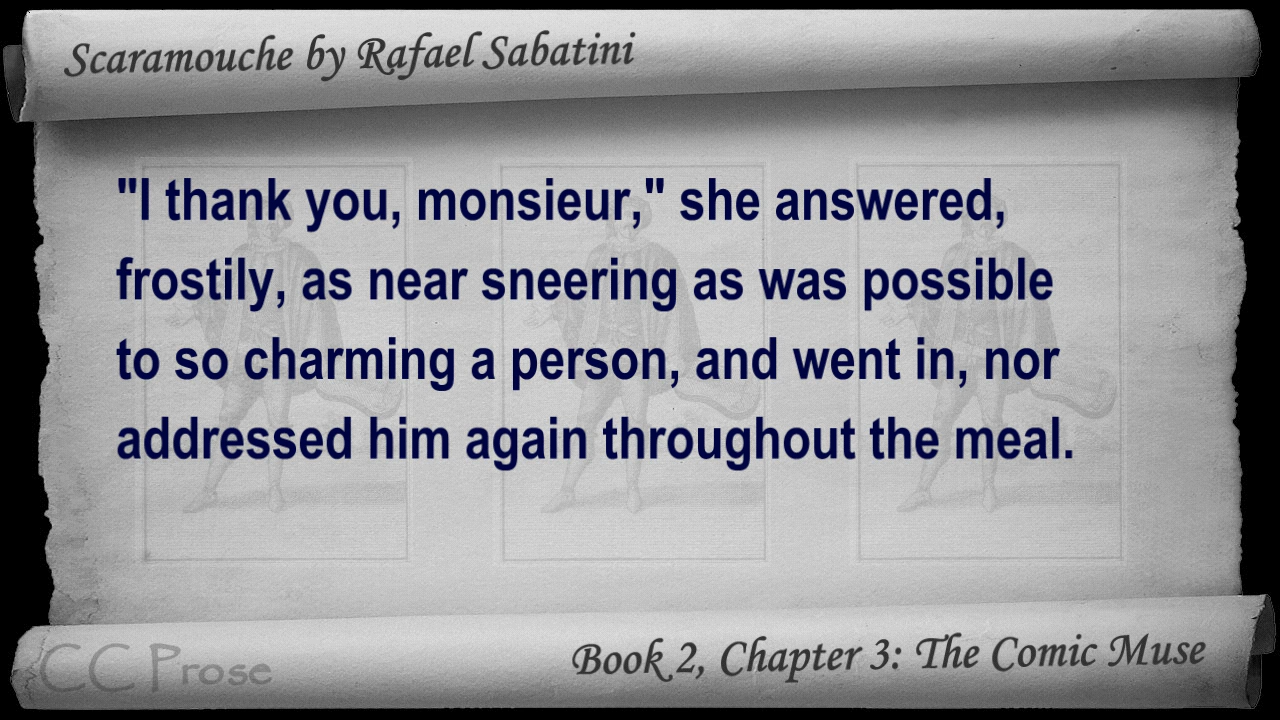 Scaramouche by Rafael Sabatini
"I thank you, monsieur," she answered,
frostily, as near sneering as was possible
to so charming a person, and went in, nor
addressed him again throughout the meal.
CC Prose
Book 2, Chapter 3: The Comic Muse